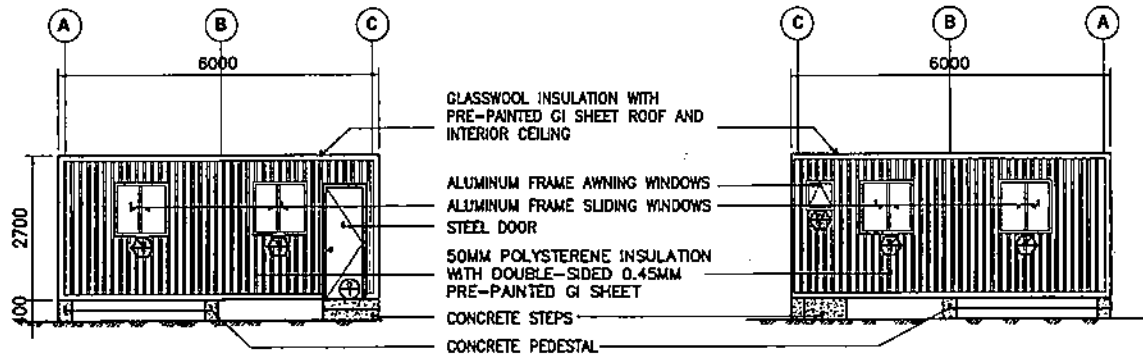 A B C C B A
6000 6000
GLASSWOOL INSULATION WITH
PRE-PAINTED GI SHEET ROOF AND
INTERIOR CEILING
ALUMINUM FRAME AWNING WINDOWS
ALUMINUM FRAME SLIDING WINDOWS
STEEL DOOR
2700
50MM POLYSTERENE INSULATION
WITH DOUBLE-SIDED 0.45MM
PRE-PAINTED GI SHEET
400
CONCRETE STEPS
CONCRETE PEDESTAL